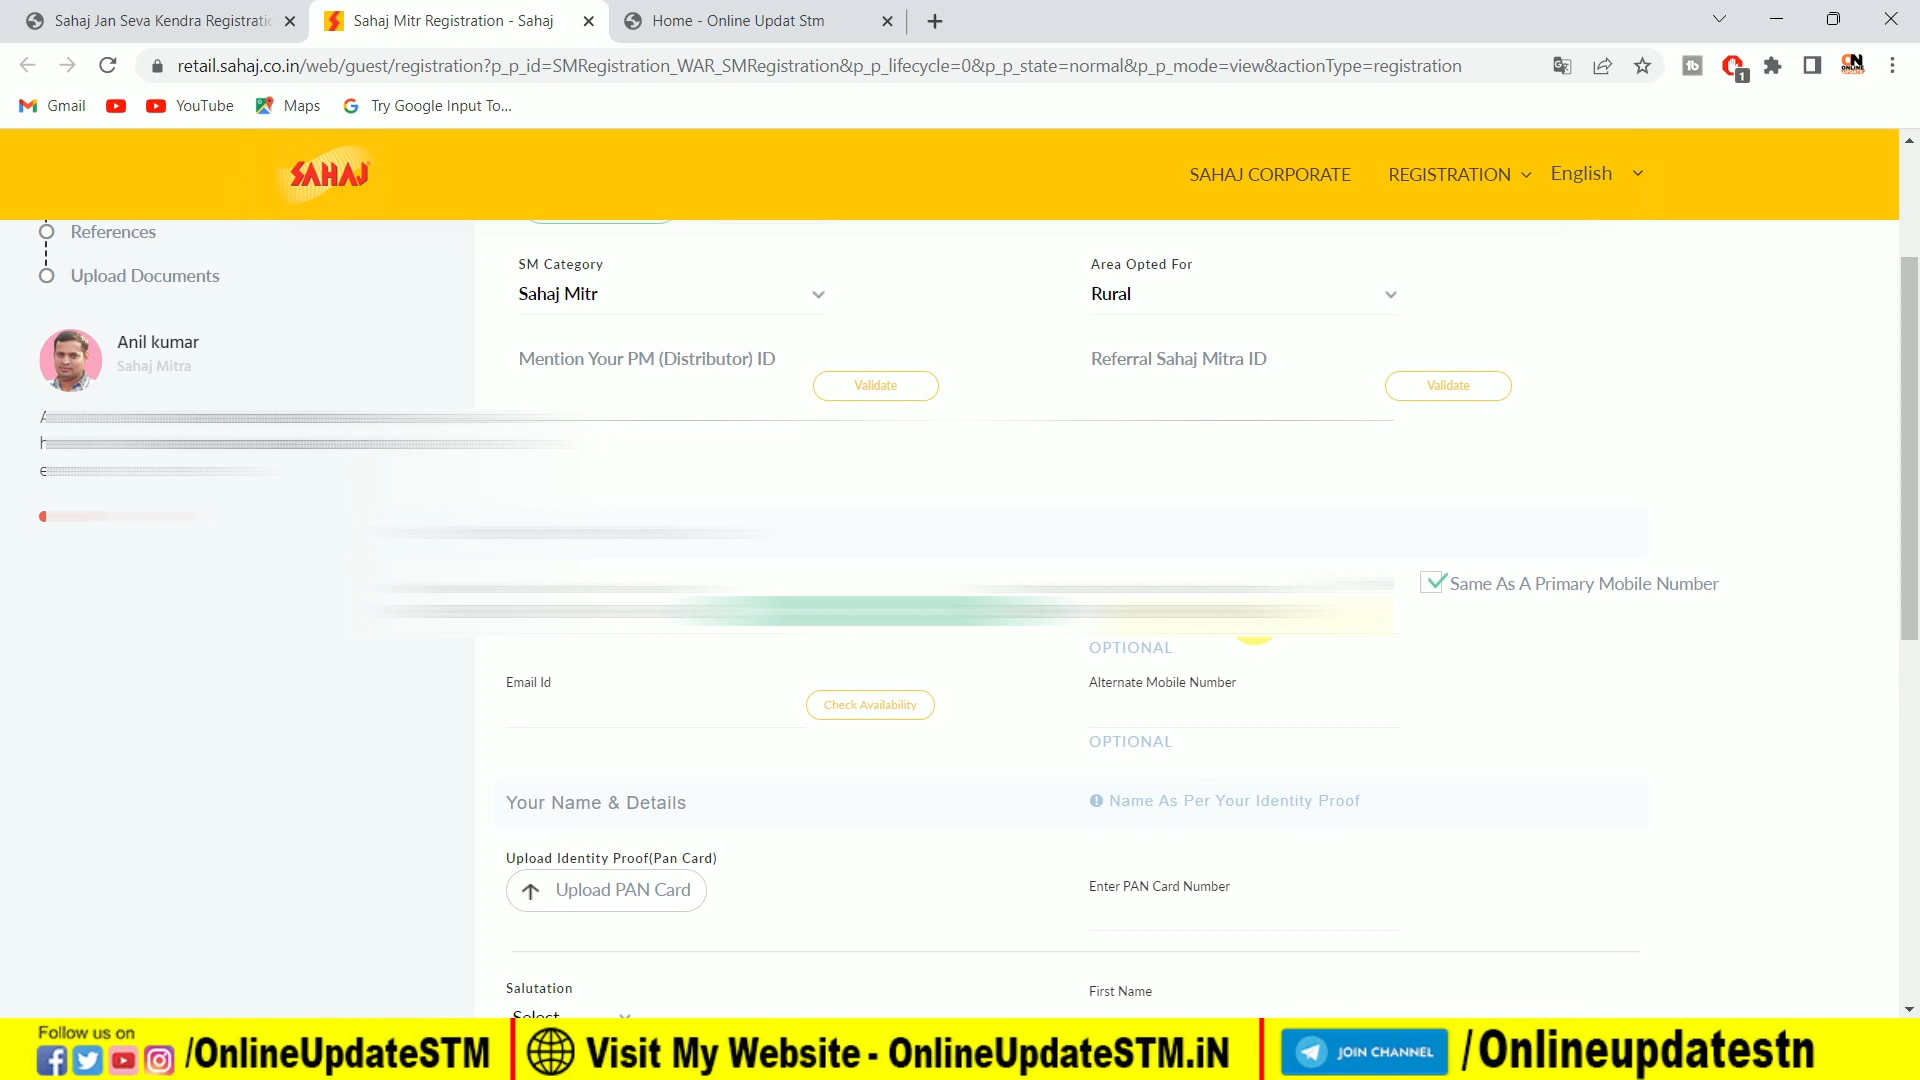 Sahaj Jan Seva Kendra Registratio
Sahaj Mitr Registration - Sahaj
Home - Online Updat Stm
retail.sahaj.co.in/web/guest/registration?p_p_id=SMRegistration_WAR_SMRegistration&p_p_lifecycle=0&p_p_state=normal&p_p_mode=view&actionType=registration
1
ON ONLINE UPDATE
Gmail
YouTube
Maps
Try Google Input To...
SAHAJ
SAHAJ CORPORATE
REGISTRATION
English
References
Upload Documents
Anil kumar
Sahaj Mitra
SM Category
Area Opted For
Sahaj Mitr
Rural
Mention Your PM (Distributor) ID
Referral Sahaj Mitra ID
Validate
Validate
Same As A Primary Mobile Number
OPTIONAL
Email Id
Alternate Mobile Number
Check Availability
OPTIONAL
Your Name & Details
Name As Per Your Identity Proof
Upload Identity Proof(Pan Card)
Upload PAN Card
Enter PAN Card Number
Salutation
First Name
Select
Follow us on
/OnlineUpdateSTM
Visit My Website - OnlineUpdateSTM.iN
JOIN CHANNEL
/Onlineupdatestn